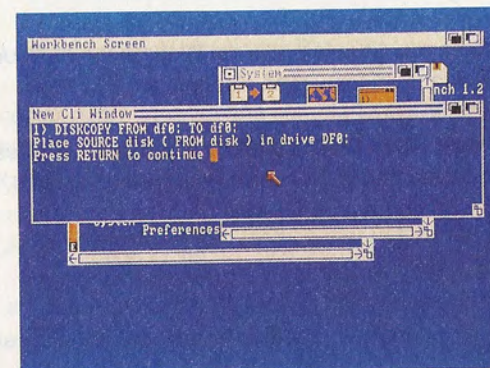 Workbench Screen
System
nch 1.2
New Cli Window
1) DISKCOPY FROM df0: TO df0:
Place SOURCE disk ( FROM disk ) in drive DF0:
Press RETURN to continue
System
Preferences